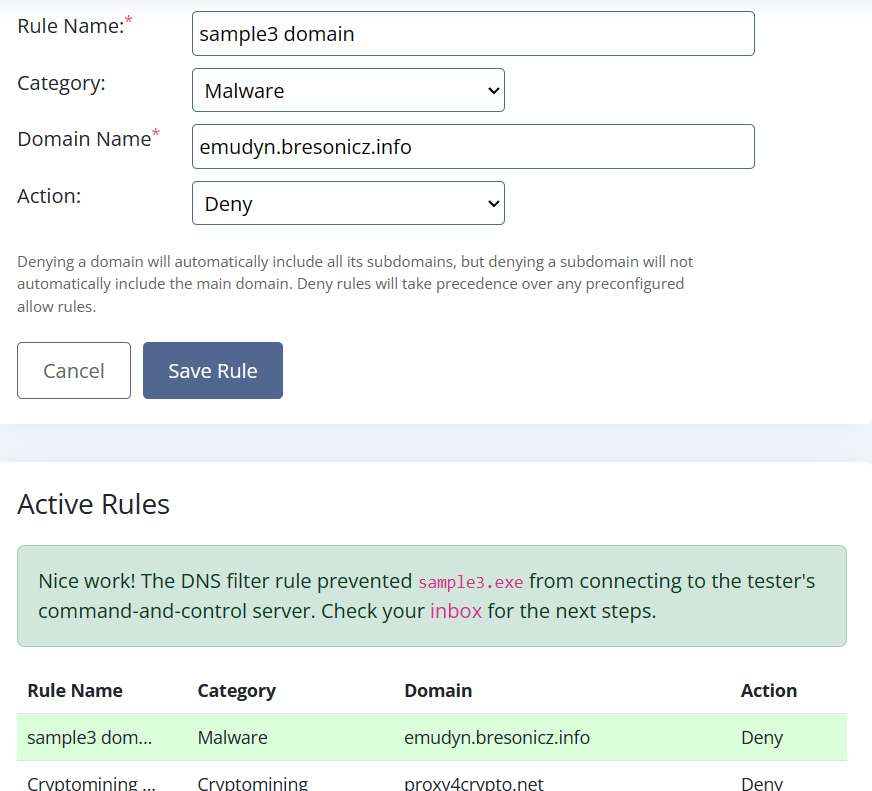 Rule Name:*
sample3 domain
Category:
Malware
Domain Name*
emudyn.bresonicz.info
Action:
Deny
Denying a domain will automatically include all its subdomains, but denying a subdomain will not
automatically include the main domain. Deny rules will take precedence over any preconfigured
allow rules.
Cancel
Save Rule
Active Rules
Nice work! The DNS filter rule prevented sample3.exe from connecting to the tester's
command-and-control server. Check your inbox for the next steps.
Rule Name Category Domain Action
sample3 dom... Malware emudyn.bresonicz.info Deny
Cryptomining ... Cryptomining proxy4crypto.net Deny